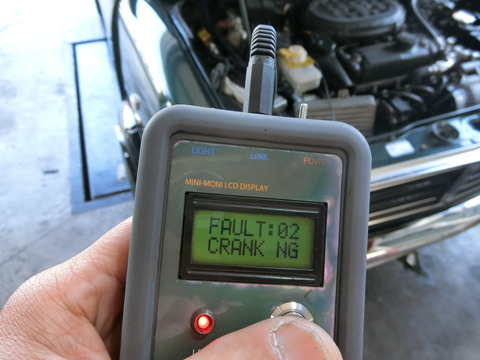 LIGHT LINK POWER
MINI-MONI LCD DISPLAY
FAULT:02
CRANK NG